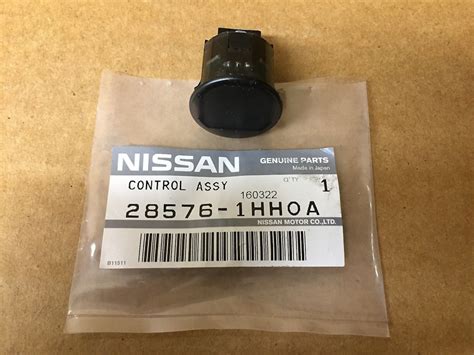 NISSAN
GENUINE PARTS
Made in Japan
CONTROL ASSY
Q'TY
1
160322
28576-1HH0A
NISSAN MOTOR CO.,LTD.
B11511